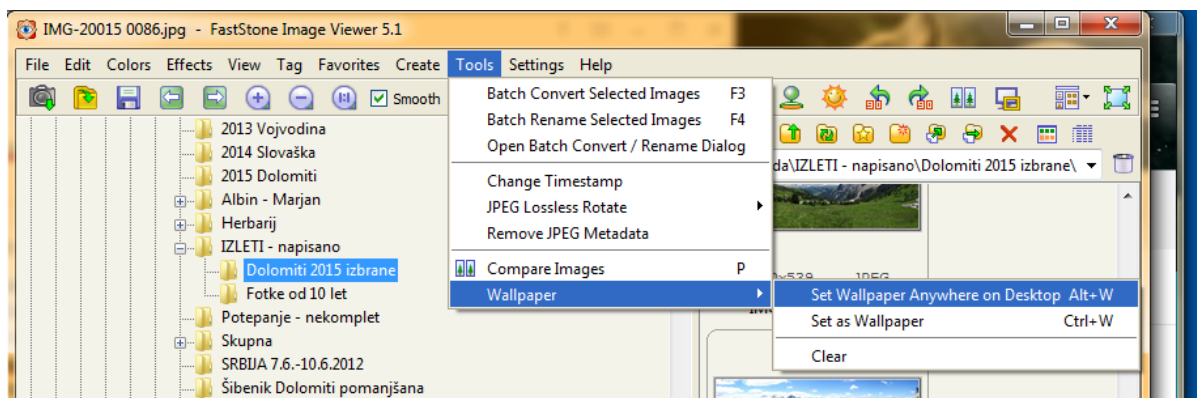 IMG-20015 0086.jpg - FastStone Image Viewer 5.1
File Edit Colors Effects View Tag Favorites Create Tools Settings Help
Smooth
Batch Convert Selected Images F3
Batch Rename Selected Images F4
Open Batch Convert / Rename Dialog
Change Timestamp
JPEG Lossless Rotate
Remove JPEG Metadata
Compare Images P
Wallpaper
Set Wallpaper Anywhere on Desktop Alt+W
Set as Wallpaper Ctrl+W
Clear
2013 Vojvodina
2014 Slovaška
2015 Dolomiti
Albin - Marjan
Herbarij
IZLETI - napisano
Dolomiti 2015 izbrane
Fotke od 10 let
Potepanje - nekomplet
Skupna
SRBIJA 7.6.-10.6.2012
Šibenik Dolomiti pomanjšana
da\IZLETI - napisano\Dolomiti 2015 izbrane\